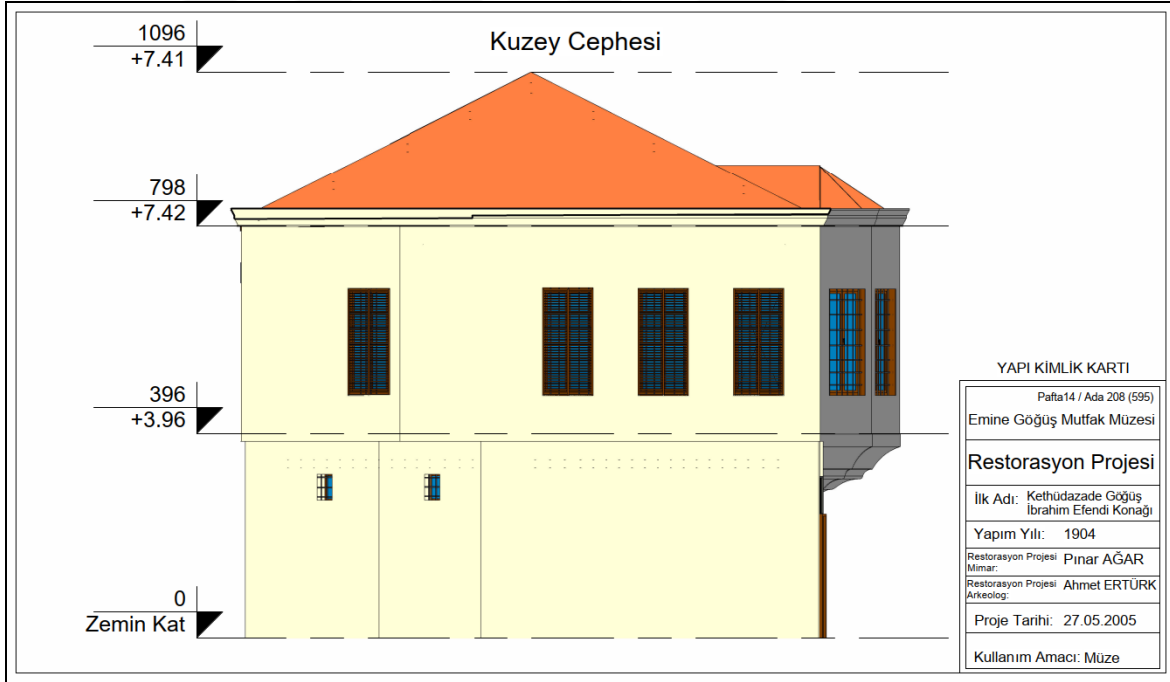 Kuzey Cephesi
1096
+7.41
798
+7.42
396
+3.96
0
Zemin Kat
YAPI KİMLİK KARTI
Pafta14 / Ada 208 (595)
Emine Göğüş Mutfak Müzesi
Restorasyon Projesi
İlk Adı: Kethüdazade Göğüş
İbrahim Efendi Konağı
Yapım Yılı: 1904
Restorasyon Projesi
Mimar: Pınar AĞAR
Restorasyon Projesi
Arkeolog: Ahmet ERTÜRK
Proje Tarihi: 27.05.2005
Kullanım Amacı: Müze